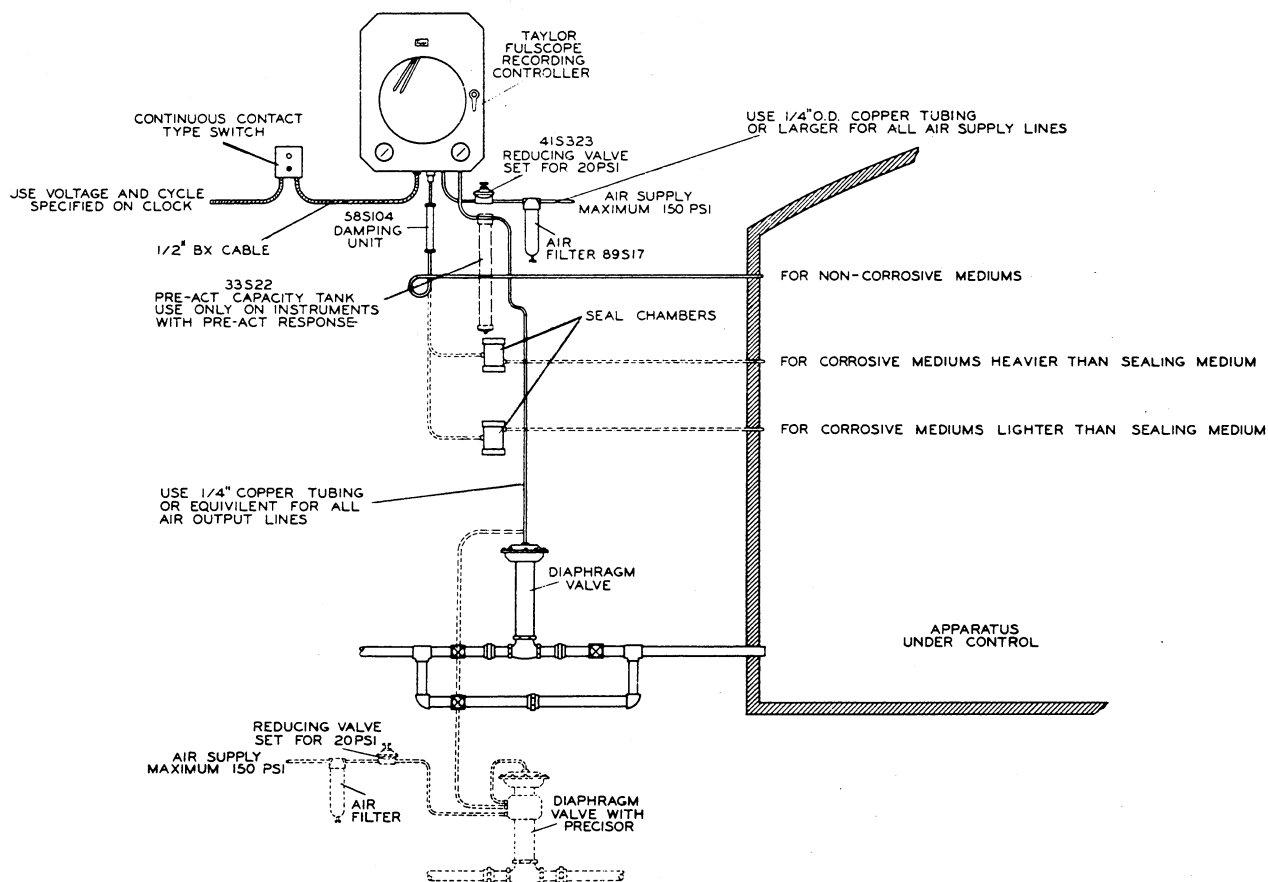 TAYLOR
FULSCOPE
RECORDING
CONTROLLER
CONTINUOUS CONTACT
TYPE SWITCH
USE 1/4" O.D. COPPER TUBING
OR LARGER FOR ALL AIR SUPPLY LINES
41S323
REDUCING VALVE
SET FOR 20PSI
USE VOLTAGE AND CYCLE
SPECIFIED ON CLOCK
AIR SUPPLY
MAXIMUM 150 PSI
58S104
DAMPING
UNIT
1/2" BX CABLE
AIR
FILTER 89S17
33S22
PRE-ACT CAPACITY TANK
USE ONLY ON INSTRUMENTS
WITH PRE-ACT RESPONSE
FOR NON-CORROSIVE MEDIUMS
SEAL CHAMBERS
FOR CORROSIVE MEDIUMS HEAVIER THAN SEALING MEDIUM
FOR CORROSIVE MEDIUMS LIGHTER THAN SEALING MEDIUM
USE 1/4" COPPER TUBING
OR EQUIVILENT FOR ALL
AIR OUTPUT LINES
DIAPHRAGM
VALVE
APPARATUS
UNDER CONTROL
REDUCING VALVE
SET FOR 20PSI
AIR SUPPLY
MAXIMUM 150 PSI
AIR
FILTER
DIAPHRAGM
VALVE WITH
PRECISOR